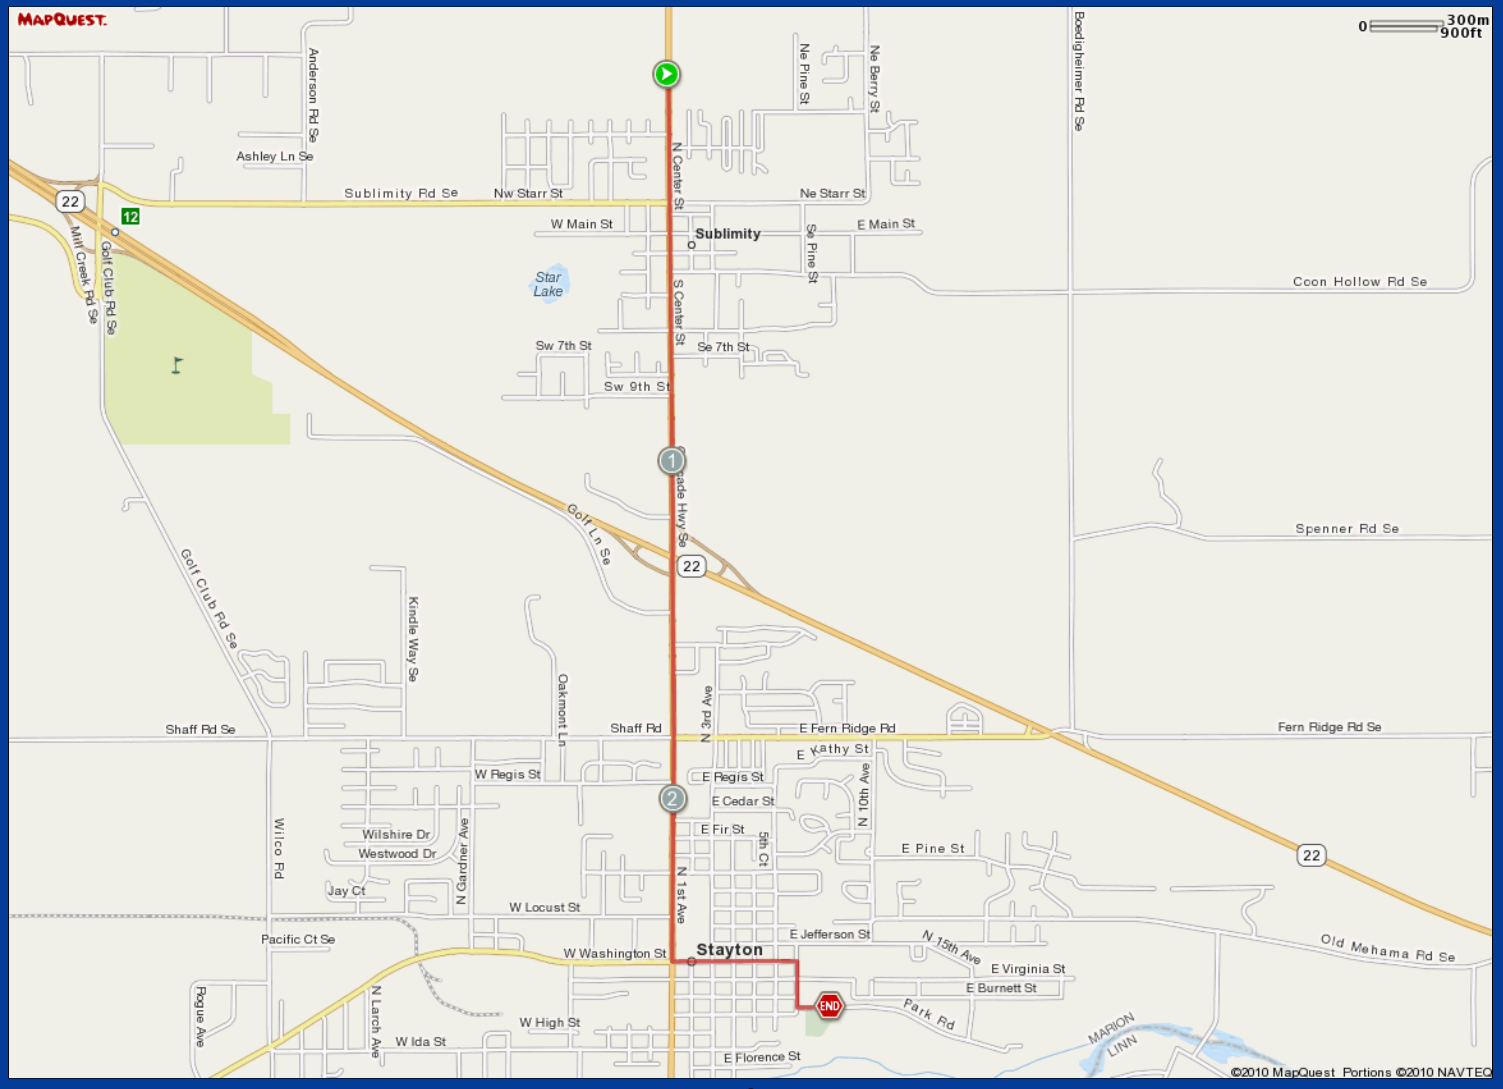 MAPQUEST.
0 300m
900ft
Anderson Rd Se
Ne Pine St
Ne Berry St
Boedigheimer Rd Se
Ashley Ln Se
N Center St
Sublimity Rd Se
Nw Starr St
Ne Starr St
22
12
W Main St
E Main St
Sublimity
Se Pine St
Mill Creek Rd Se
Golf Club Rd Se
Star
Lake
Coon Hollow Rd Se
S Center St
Sw 7th St
Se 7th St
Sw 9th St
1
cade Hwy Se
Golf Ln Se
Spenner Rd Se
22
Golf Club Rd Se
Kindle Way Se
Oakmont Ln
N 3rd Ave
Shaff Rd Se
Shaff Rd
E Fern Ridge Rd
Fern Ridge Rd Se
E Kathy St
W Regis St
E Regis St
N 10th Ave
2
E Cedar St
Wilco Rd
Wilshire Dr
Westwood Dr
N Gardner Ave
E Fir St
5th Ct
E Pine St
22
Jay Ct
N 1st Ave
W Locust St
Pacific Ct Se
W Washington St
Stayton
E Jefferson St
N 15th Ave
Old Mehama Rd Se
E Virginia St
E Burnett St
Rogue Ave
N Larch Ave
END
Park Rd
W High St
W Ida St
MARION
LINN
E Florence St
©2010 MapQuest Portions ©2010 NAVTEQ